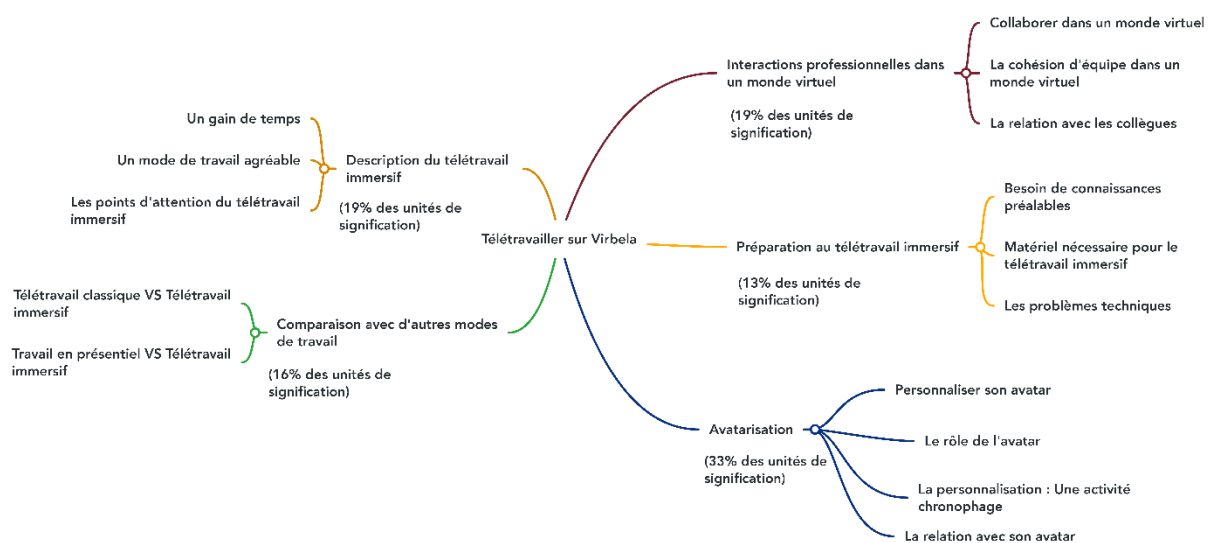 Télétravailler sur Virbela
Description du télétravail
immersif
(19% des unités de
signification)
Un gain de temps
Un mode de travail agréable
Les points d'attention du télétravail
immersif
Comparaison avec d'autres modes
de travail
(16% des unités de
signification)
Télétravail classique VS Télétravail
immersif
Travail en présentiel VS Télétravail
immersif
Interactions professionnelles dans
un monde virtuel
(19% des unités de
signification)
Collaborer dans un monde virtuel
La cohésion d'équipe dans un
monde virtuel
La relation avec les collègues
Préparation au télétravail immersif
(13% des unités de
signification)
Besoin de connaissances
préalables
Matériel nécessaire pour le
télétravail immersif
Les problèmes techniques
Avatarisation
(33% des unités de
signification)
Personnaliser son avatar
Le rôle de l'avatar
La personnalisation : Une activité
chronophage
La relation avec son avatar